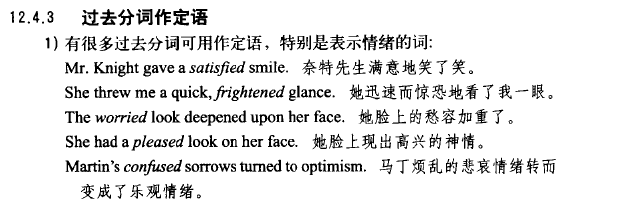 12.4.3 过去分词作定语
1) 有很多过去分词可用作定语，特别是表示情绪的词:
Mr. Knight gave a satisfied smile. 奈特先生满意地笑了笑。
She threw me a quick, frightened glance. 她迅速而惊恐地看了我一眼。
The worried look deepened upon her face. 她脸上的愁容加重了。
She had a pleased look on her face. 她脸上现出高兴的神情。
Martin's confused sorrows turned to optimism. 马丁烦乱的悲哀情绪转而
变成了乐观情绪。